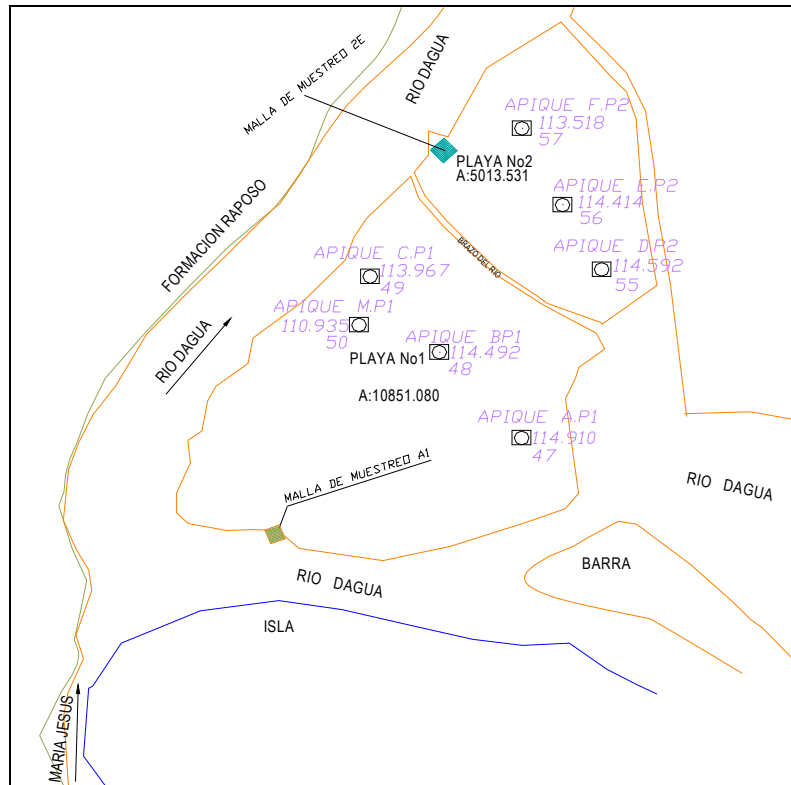 RIO DAGUA
MALLA DE MUESTREO 2E
APIQUE F.P2
113.518
57
PLAYA No2
A:5013.531
APIQUE E.P2
114.414
56
FORMACION RAPOSO
BRAZO DEL RIO
APIQUE C.P1
113.967
49
APIQUE D.P2
114.592
55
APIQUE M.P1
110.935
50
RIO DAGUA
APIQUE BP1
114.492
48
PLAYA No1
A:10851.080
APIQUE A.P1
114.910
47
MALLA DE MUESTREO A1
RIO DAGUA
RIO DAGUA
BARRA
ISLA
MARIA JESUS